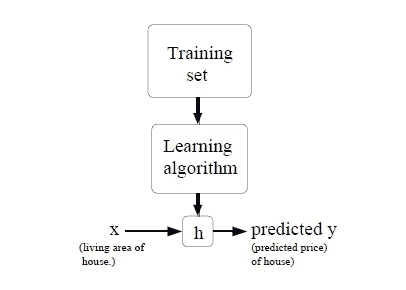 Training
set
Learning
algorithm
x
(living area of
house.)
h
predicted y
(predicted price)
of house)